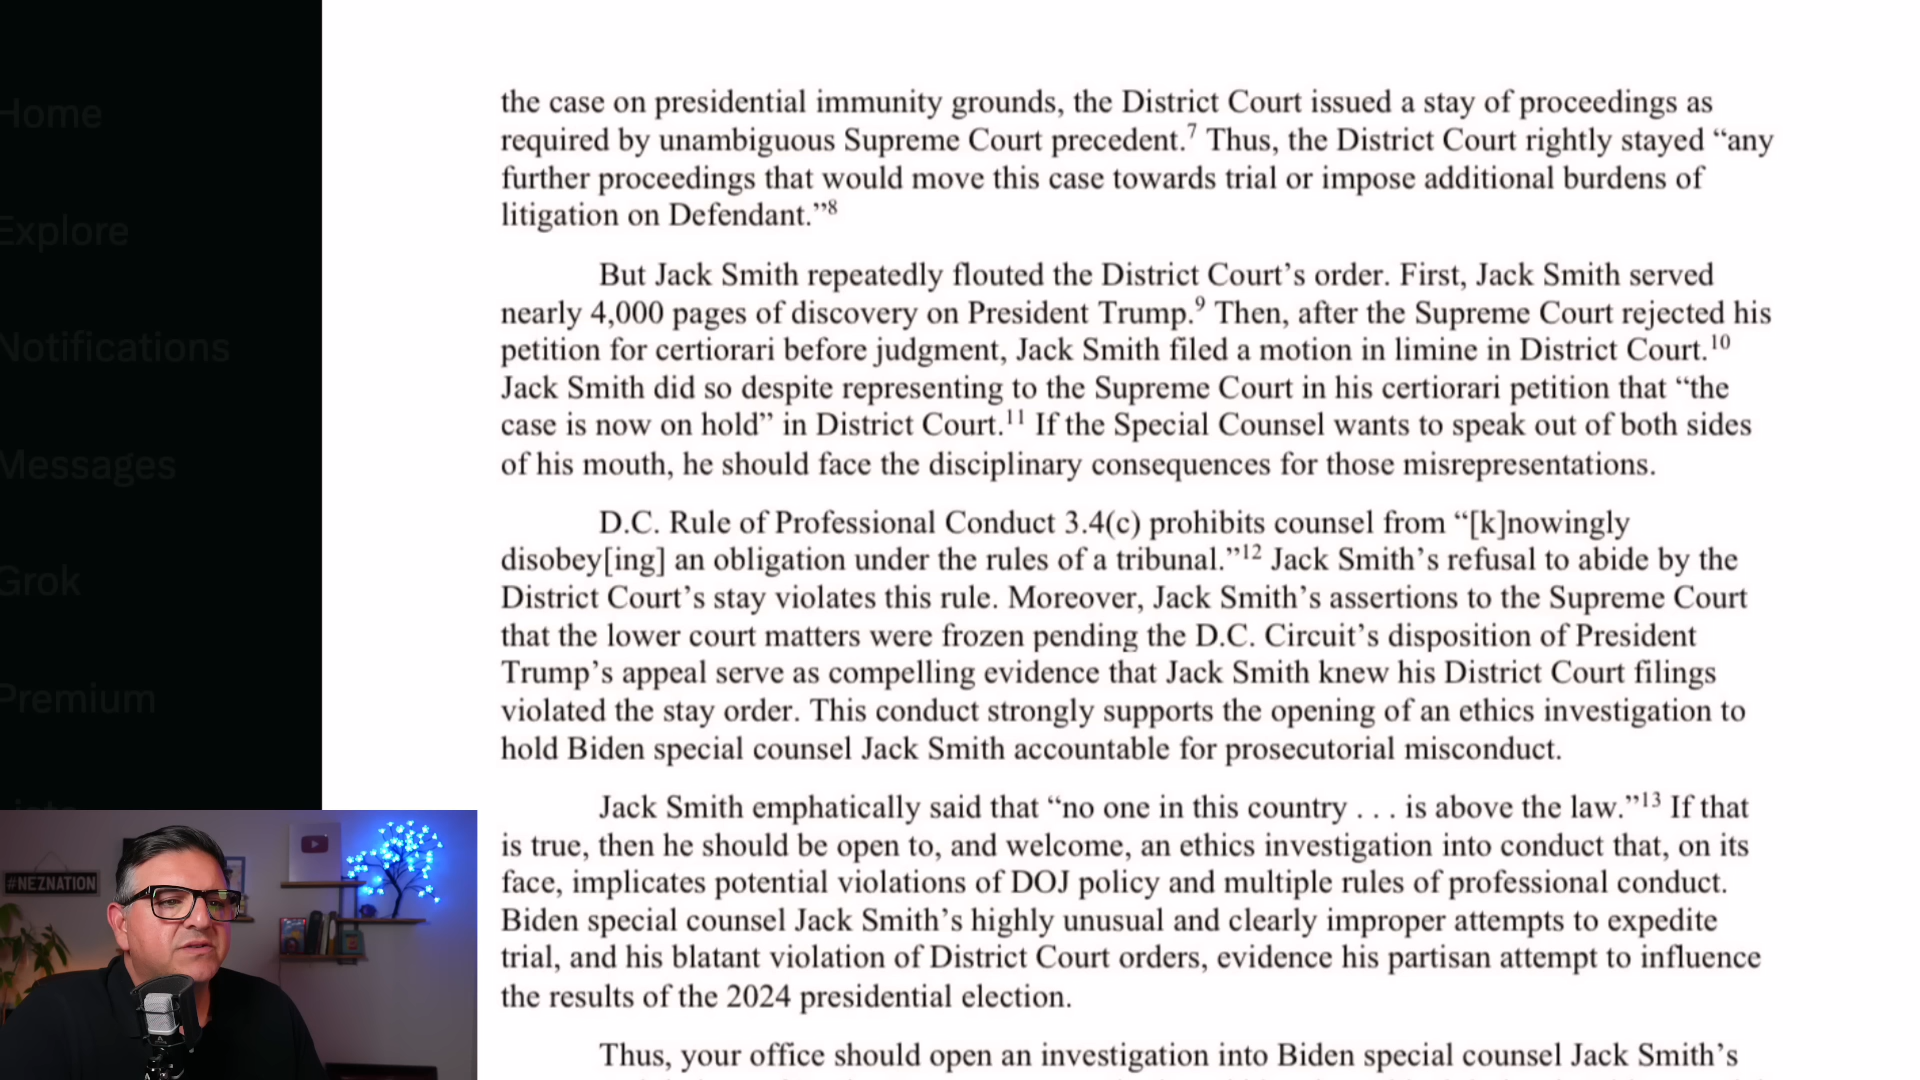 Home
Explore
Notifications
Messages
Grok
Premium
Lists
the case on presidential immunity grounds, the District Court issued a stay of proceedings as
required by unambiguous Supreme Court precedent.7 Thus, the District Court rightly stayed “any
further proceedings that would move this case towards trial or impose additional burdens of
litigation on Defendant.”8
But Jack Smith repeatedly flouted the District Court’s order. First, Jack Smith served
nearly 4,000 pages of discovery on President Trump.9 Then, after the Supreme Court rejected his
petition for certiorari before judgment, Jack Smith filed a motion in limine in District Court.10
Jack Smith did so despite representing to the Supreme Court in his certiorari petition that “the
case is now on hold” in District Court.11 If the Special Counsel wants to speak out of both sides
of his mouth, he should face the disciplinary consequences for those misrepresentations.
D.C. Rule of Professional Conduct 3.4(c) prohibits counsel from “[k]nowingly
disobey[ing] an obligation under the rules of a tribunal.”12 Jack Smith’s refusal to abide by the
District Court’s stay violates this rule. Moreover, Jack Smith’s assertions to the Supreme Court
that the lower court matters were frozen pending the D.C. Circuit’s disposition of President
Trump’s appeal serve as compelling evidence that Jack Smith knew his District Court filings
violated the stay order. This conduct strongly supports the opening of an ethics investigation to
hold Biden special counsel Jack Smith accountable for prosecutorial misconduct.
Jack Smith emphatically said that “no one in this country . . . is above the law.”13 If that
is true, then he should be open to, and welcome, an ethics investigation into conduct that, on its
face, implicates potential violations of DOJ policy and multiple rules of professional conduct.
Biden special counsel Jack Smith’s highly unusual and clearly improper attempts to expedite
trial, and his blatant violation of District Court orders, evidence his partisan attempt to influence
the results of the 2024 presidential election.
Thus, your office should open an investigation into Biden special counsel Jack Smith’s
#NEZNATION